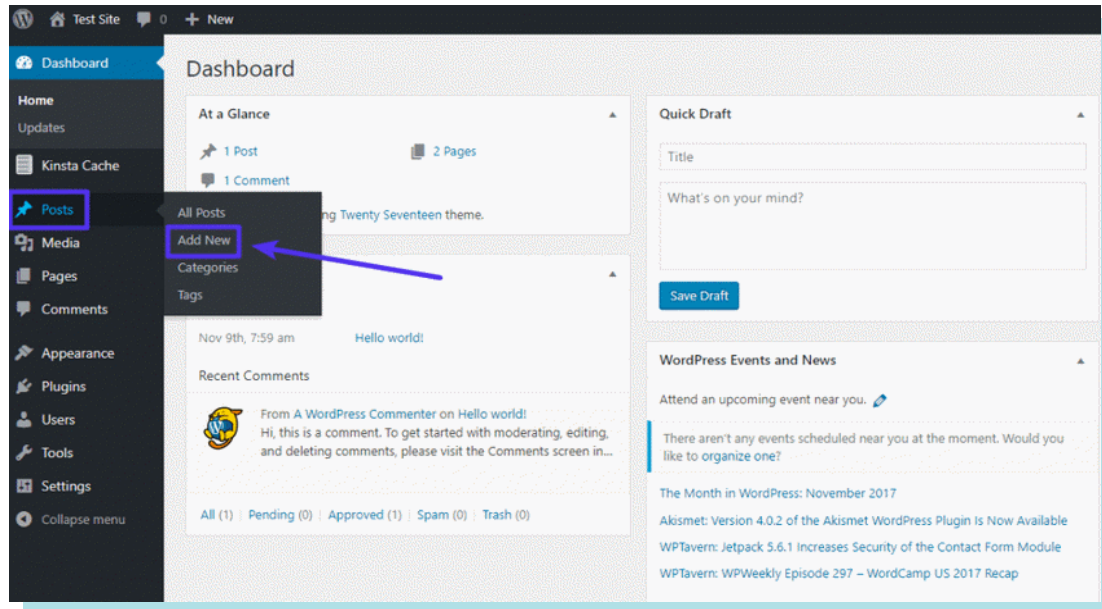 Test Site 0 + New
Dashboard
Home
Updates
Kinsta Cache
Posts
Media
Pages
Comments
Appearance
Plugins
Users
Tools
Settings
Collapse menu
All Posts
Add New
Categories
Tags
Dashboard
At a Glance
1 Post 2 Pages
1 Comment
ng Twenty Seventeen theme.
Nov 9th, 7:59 am Hello world!
Recent Comments
From A WordPress Commenter on Hello world!
Hi, this is a comment. To get started with moderating, editing,
and deleting comments, please visit the Comments screen in...
All (1) | Pending (0) | Approved (1) | Spam (0) | Trash (0)
Quick Draft
Title
What's on your mind?
Save Draft
WordPress Events and News
Attend an upcoming event near you.
There aren't any events scheduled near you at the moment. Would you
like to organize one?
The Month in WordPress: November 2017
Akismet: Version 4.0.2 of the Akismet WordPress Plugin Is Now Available
WPTavern: Jetpack 5.6.1 Increases Security of the Contact Form Module
WPTavern: WPWeekly Episode 297 – WordCamp US 2017 Recap